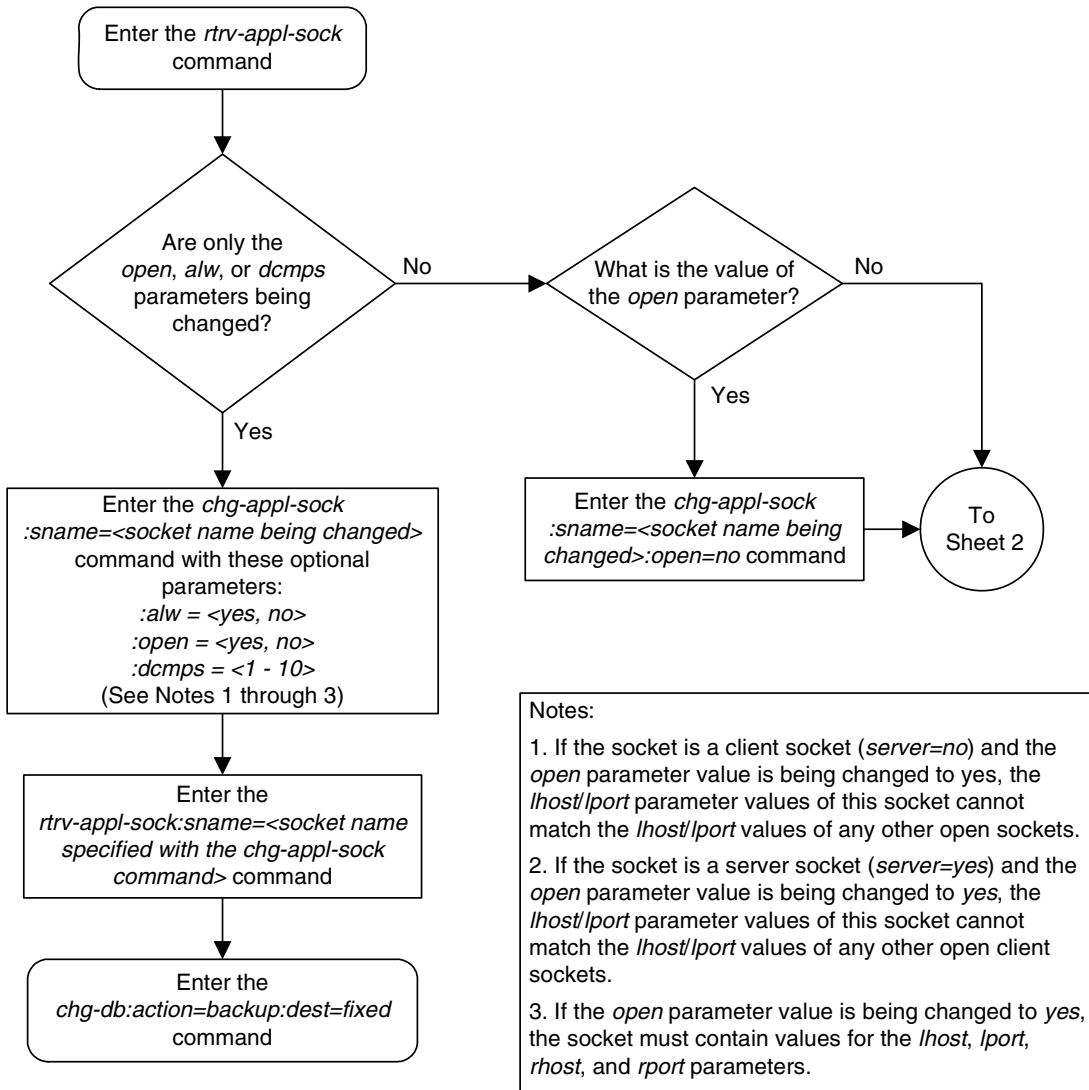 Enter the rtrv-appl-sock
command
Are only the
open, alw, or dcmps
parameters being
changed?
No
What is the value of
the open parameter?
No
Yes
Yes
Enter the chg-appl-sock
:sname=<socket name being changed>
command with these optional
parameters:
:alw = <yes, no>
:open = <yes, no>
:dcmps = <1 - 10>
(See Notes 1 through 3)
Enter the chg-appl-sock
:sname=<socket name being
changed>:open=no command
To
Sheet 2
Enter the
rtrv-appl-sock:sname=<socket name
specified with the chg-appl-sock
command> command
Enter the
chg-db:action=backup:dest=fixed
command
Notes:
1. If the socket is a client socket (server=no) and the
open parameter value is being changed to yes, the
lhost/lport parameter values of this socket cannot
match the lhost/lport values of any other open sockets.
2. If the socket is a server socket (server=yes) and the
open parameter value is being changed to yes, the
lhost/lport parameter values of this socket cannot
match the lhost/lport values of any other open client
sockets.
3. If the open parameter value is being changed to yes,
the socket must contain values for the lhost, lport,
rhost, and rport parameters.